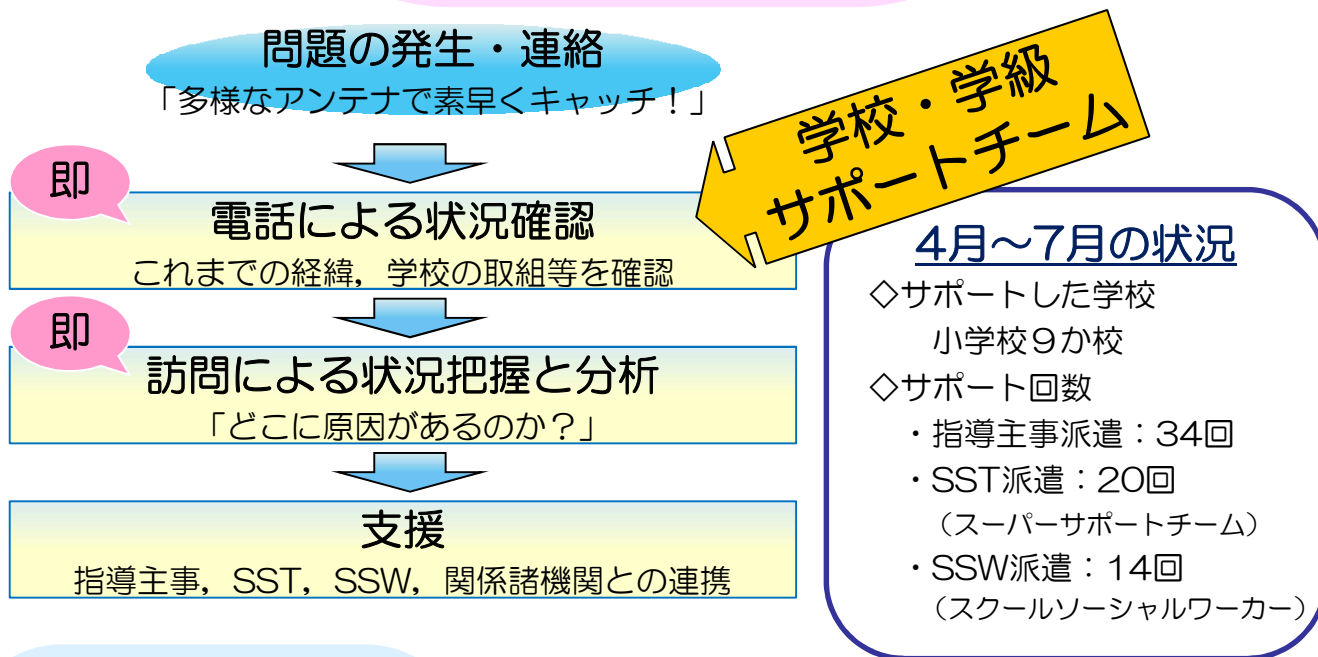 問題の発生・連絡
「多様なアンテナで素早くキャッチ！」
学校・学級
サポートチーム
即
電話による状況確認
これまでの経緯，学校の取組等を確認
即
訪問による状況把握と分析
「どこに原因があるのか？」
支援
指導主事，SST，SSW，関係諸機関との連携
4月～7月の状況
◇サポートした学校
小学校９か校
◇サポート回数
・指導主事派遣：34回
・SST派遣：20回
（スーパーサポートチーム）
・SSW派遣：14回
（スクールソーシャルワーカー）